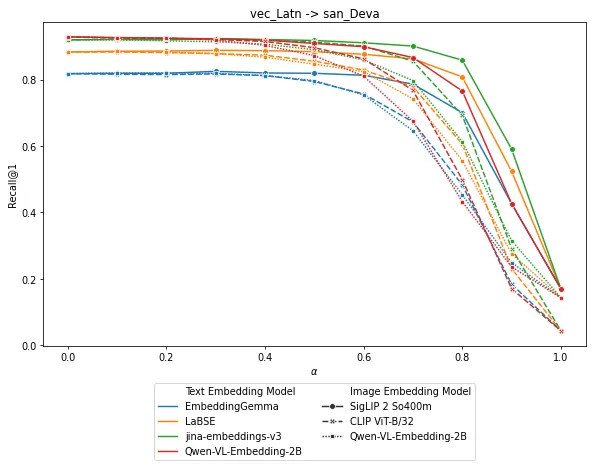 vec_Latn -> san_Deva
Recall@1
0.8
0.6
0.4
0.2
0.0
0.0 0.2 0.4 0.6 0.8 1.0
α
Text Embedding Model
EmbeddingGemma
LaBSE
jina-embeddings-v3
Qwen-VL-Embedding-2B
Image Embedding Model
SigLIP 2 So400m
CLIP ViT-B/32
Qwen-VL-Embedding-2B